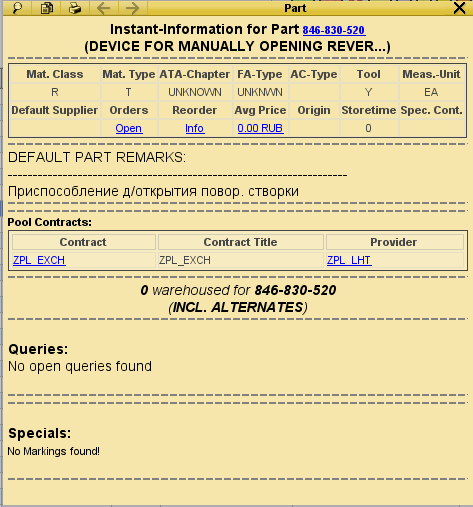 Part
Instant-Information for Part 846-830-520
(DEVICE FOR MANUALLY OPENING REVER...)
Mat. Class Mat. Type ATA-Chapter FA-Type AC-Type Tool Meas.-Unit
R T UNKNOWN UNKNWN Y EA
Default Supplier Orders Reorder Avg Price Origin Storetime Spec. Cont.
Open Info 0.00 RUB 0
DEFAULT PART REMARKS:
----------------------------------------------------------------
Приспособление д/открытия повор. створки
Pool Contracts:
Contract Contract Title Provider
ZPL_EXCH ZPL_EXCH ZPL_LHT
0 warehoused for 846-830-520
(INCL. ALTERNATES)
Queries:
No open queries found
Specials:
No Markings found!